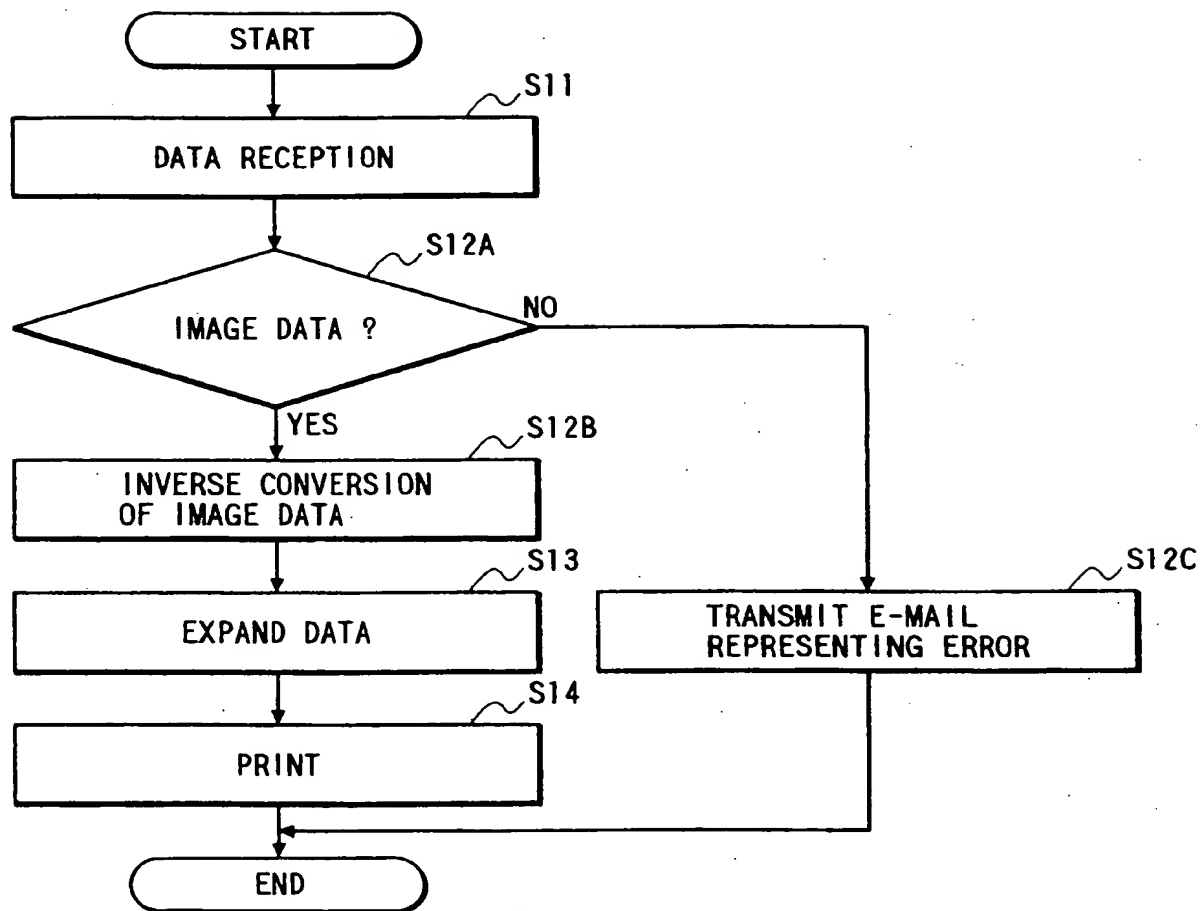 START
S11
DATA RECEPTION
S12A
IMAGE DATA ?
NO
YES
S12B
INVERSE CONVERSION
OF IMAGE DATA
S13
EXPAND DATA
S12C
TRANSMIT E-MAIL
REPRESENTING ERROR
S14
PRINT
END